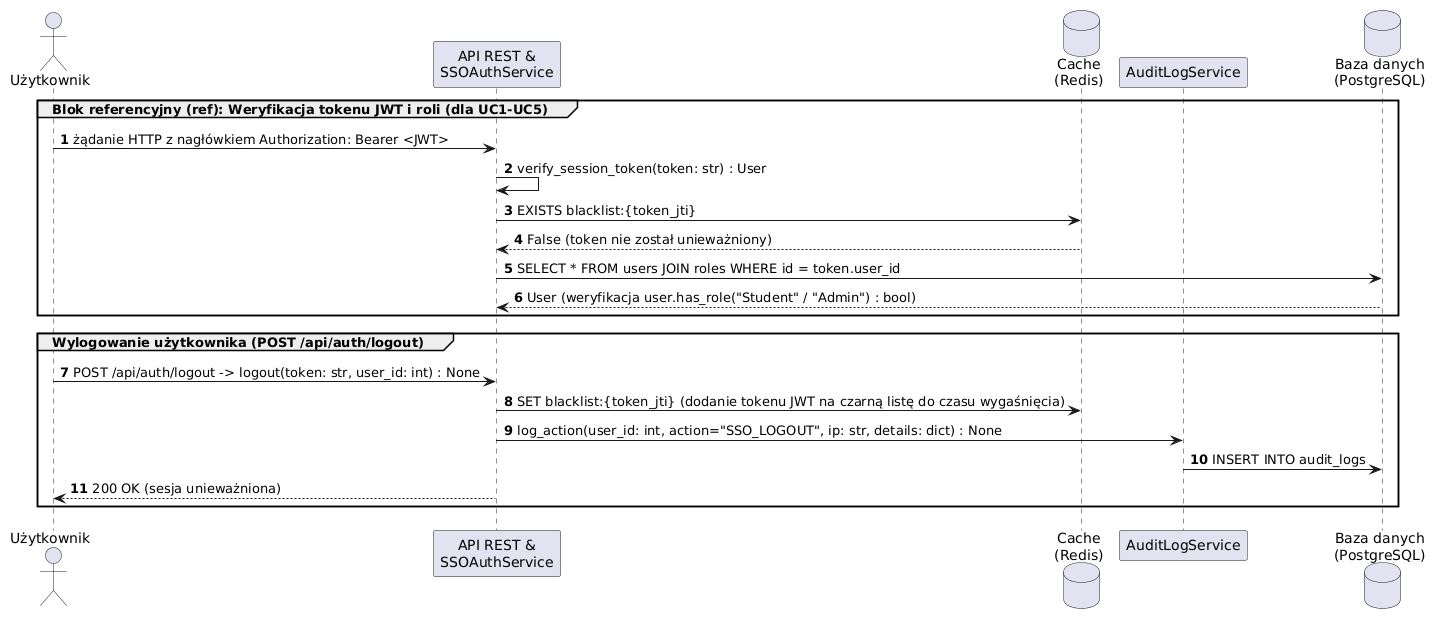 Użytkownik
API REST &
SSOAuthService
Cache
(Redis)
AuditLogService
Baza danych
(PostgreSQL)
Blok referencyjny (ref): Weryfikacja tokenu JWT i roli (dla UC1-UC5)
1 żądanie HTTP z nagłówkiem Authorization: Bearer <JWT>
2 verify_session_token(token: str) : User
3 EXISTS blacklist:{token_jti}
4 False (token nie został unieważniony)
5 SELECT * FROM users JOIN roles WHERE id = token.user_id
6 User (weryfikacja user.has_role("Student" / "Admin") : bool)
Wylogowanie użytkownika (POST /api/auth/logout)
7 POST /api/auth/logout -> logout(token: str, user_id: int) : None
8 SET blacklist:{token_jti} (dodanie tokenu JWT na czarną listę do czasu wygaśnięcia)
9 log_action(user_id: int, action="SSO_LOGOUT", ip: str, details: dict) : None
10 INSERT INTO audit_logs
11 200 OK (sesja unieważniona)
Użytkownik
API REST &
SSOAuthService
Cache
(Redis)
AuditLogService
Baza danych
(PostgreSQL)